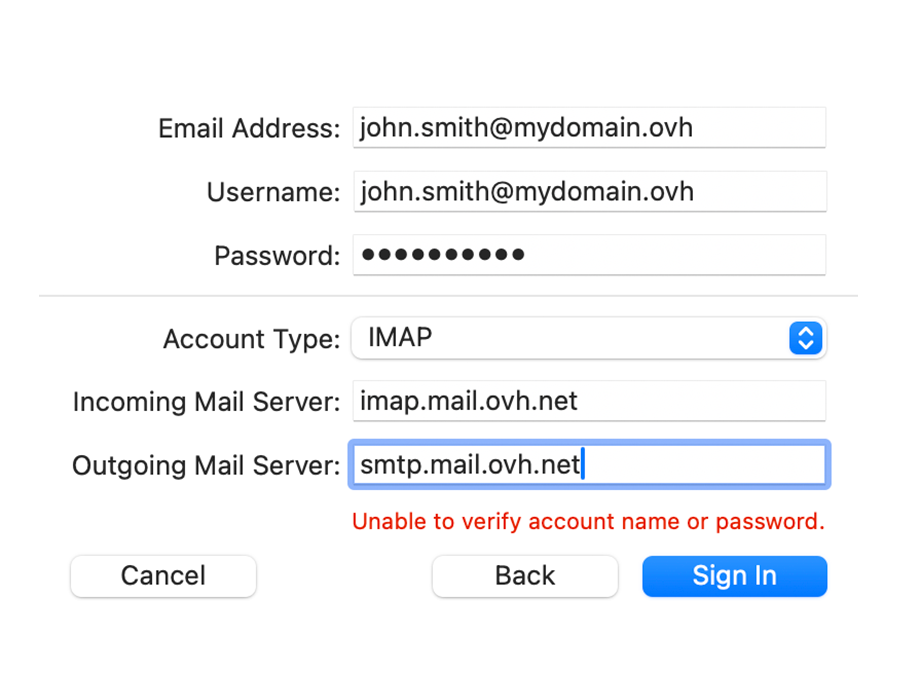 Email Address: john.smith@mydomain.ovh
Username: john.smith@mydomain.ovh
Password: ●●●●●●●●●●
Account Type: IMAP
Incoming Mail Server: imap.mail.ovh.net
Outgoing Mail Server: smtp.mail.ovh.net
Unable to verify account name or password.
Cancel Back Sign In